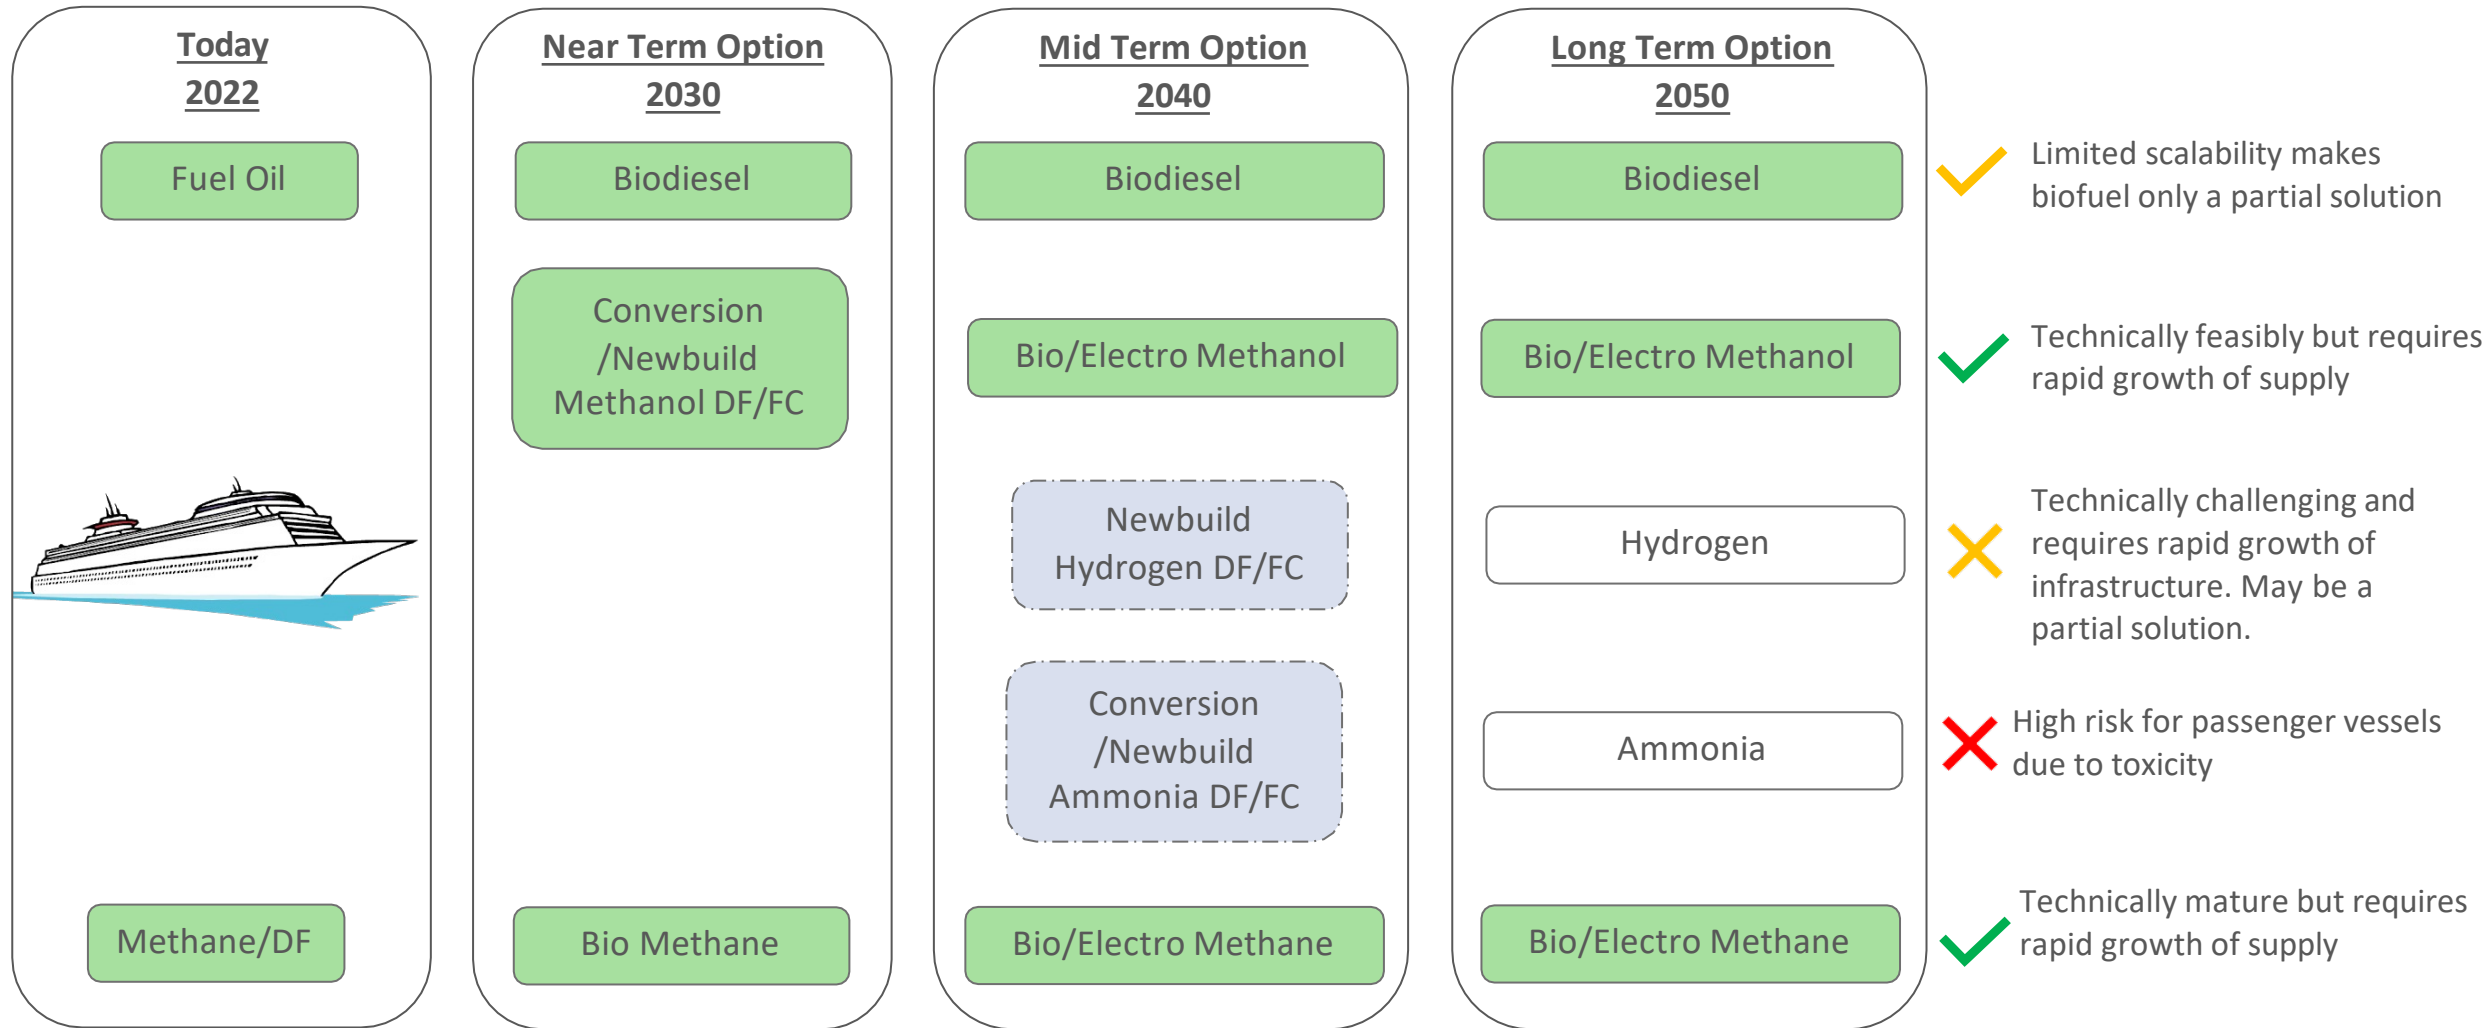 Today
2022
Fuel Oil
Methane/DF
Near Term Option
2030
Biodiesel
Conversion
/Newbuild
Methanol DF/FC
Bio Methane
Mid Term Option
2040
Biodiesel
Bio/Electro Methanol
Newbuild
Hydrogen DF/FC
Conversion
/Newbuild
Ammonia DF/FC
Bio/Electro Methane
Long Term Option
2050
Biodiesel
Bio/Electro Methanol
Hydrogen
Ammonia
Bio/Electro Methane
Limited scalability makes
biofuel only a partial solution
Technically feasibly but requires
rapid growth of supply
Technically challenging and
requires rapid growth of
infrastructure. May be a
partial solution.
High risk for passenger vessels
due to toxicity
Technically mature but requires
rapid growth of supply